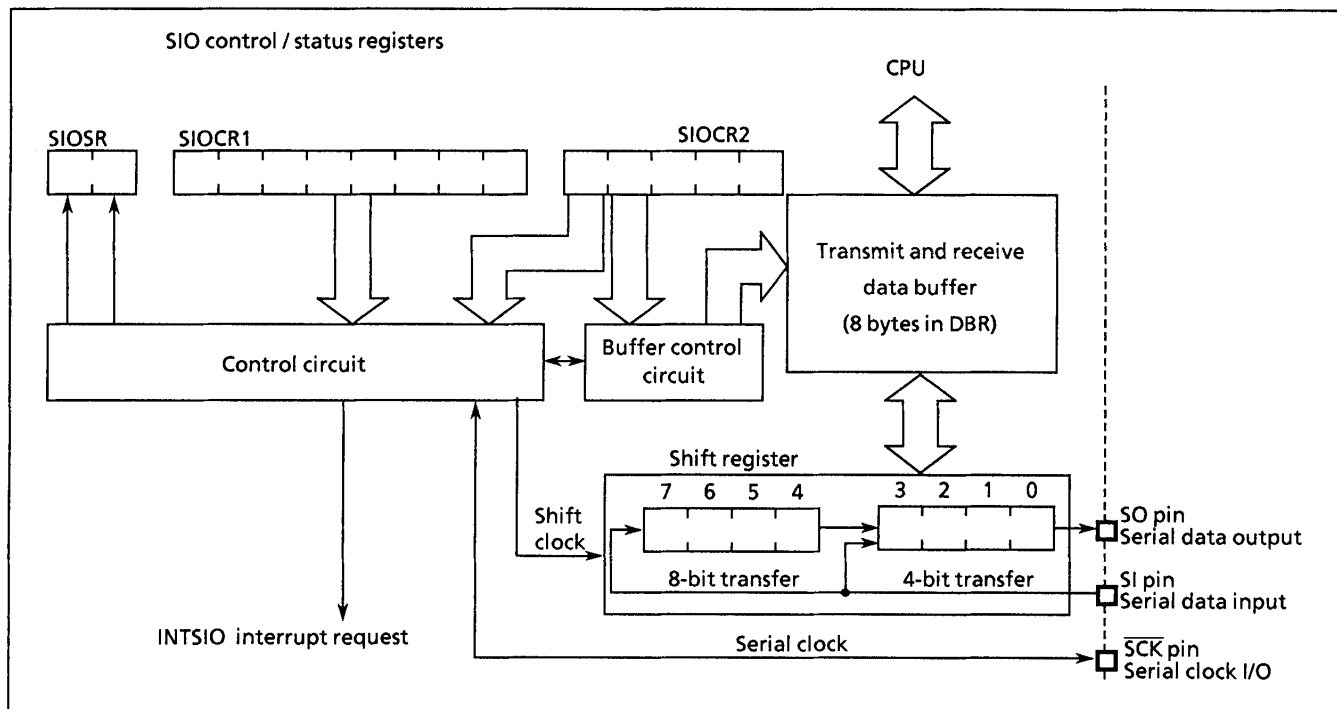 SIO control / status registers
CPU
SIOSR
SIOCR1
SIOCR2
Transmit and receive
data buffer
(8 bytes in DBR)
Control circuit
Buffer control
circuit
Shift register
7 6 5 4 3 2 1 0
Shift
clock
8-bit transfer
4-bit transfer
SO pin
Serial data output
SI pin
Serial data input
INTSIO interrupt request
Serial clock
SCK pin
Serial clock I/O